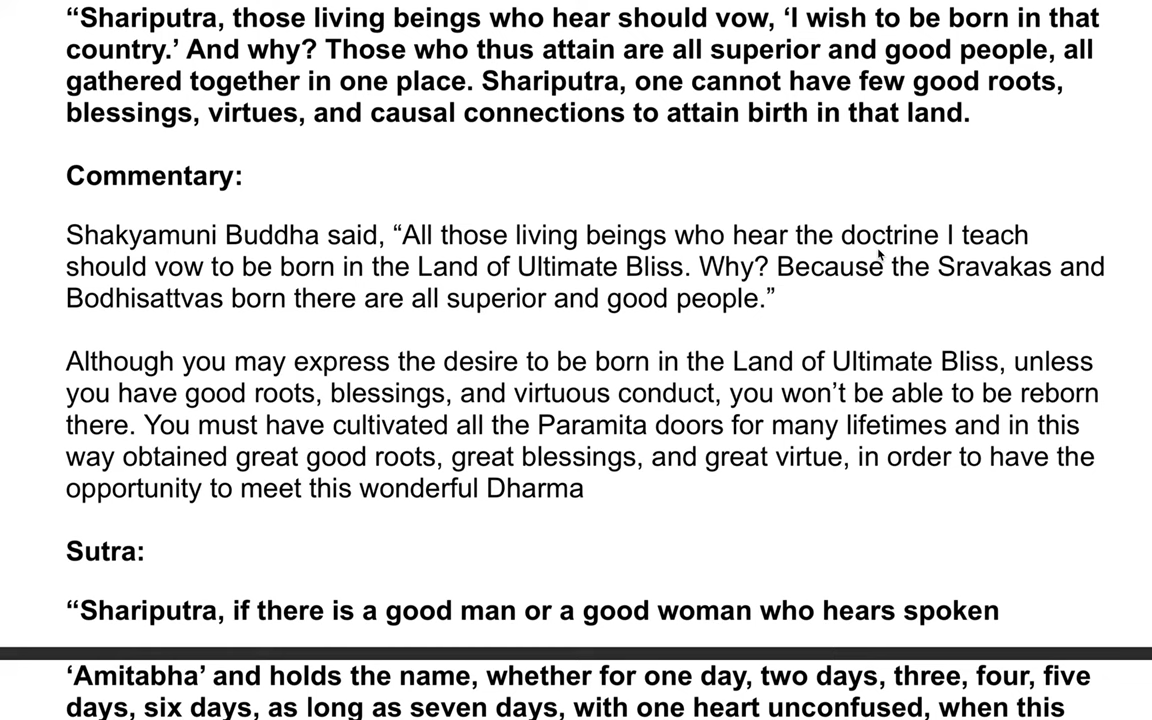 “Shariputra, those living beings who hear should vow, ‘I wish to be born in that
country.’ And why? Those who thus attain are all superior and good people, all
gathered together in one place. Shariputra, one cannot have few good roots,
blessings, virtues, and causal connections to attain birth in that land.
Commentary:
Shakyamuni Buddha said, “All those living beings who hear the doctrine I teach
should vow to be born in the Land of Ultimate Bliss. Why? Because the Sravakas and
Bodhisattvas born there are all superior and good people.”
Although you may express the desire to be born in the Land of Ultimate Bliss, unless
you have good roots, blessings, and virtuous conduct, you won’t be able to be reborn
there. You must have cultivated all the Paramita doors for many lifetimes and in this
way obtained great good roots, great blessings, and great virtue, in order to have the
opportunity to meet this wonderful Dharma
Sutra:
“Shariputra, if there is a good man or a good woman who hears spoken
‘Amitabha’ and holds the name, whether for one day, two days, three, four, five
days, six days, as long as seven days, with one heart unconfused, when this